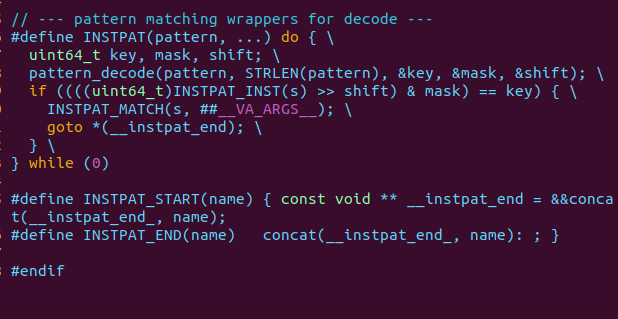 // --- pattern matching wrappers for decode ---
#define INSTPAT(pattern, ...) do { \
  uint64_t key, mask, shift; \
  pattern_decode(pattern, STRLEN(pattern), &key, &mask, &shift); \
  if ((((uint64_t)INSTPAT_INST(s) >> shift) & mask) == key) { \
    INSTPAT_MATCH(s, ##__VA_ARGS__); \
    goto *(__instpat_end); \
  } \
} while (0)

#define INSTPAT_START(name) { const void ** __instpat_end = &&conca
t(__instpat_end_, name);
#define INSTPAT_END(name)   concat(__instpat_end_, name): ; }

#endif